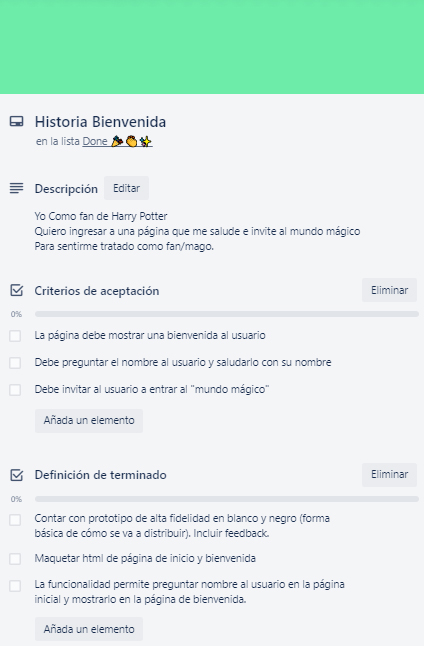 Historia Bienvenida
en la lista Done 🎉👏✨
Descripción Editar
Yo Como fan de Harry Potter
Quiero ingresar a una página que me salude e invite al mundo mágico
Para sentirme tratado como fan/mago.
Criterios de aceptación Eliminar
0%
La página debe mostrar una bienvenida al usuario
Debe preguntar el nombre al usuario y saludarlo con su nombre
Debe invitar al usuario a entrar al "mundo mágico"
Añada un elemento
Definición de terminado Eliminar
0%
Contar con prototipo de alta fidelidad en blanco y negro (forma
básica de cómo se va a distribuir). Incluir feedback.
Maquetar html de página de inicio y bienvenida
La funcionalidad permite preguntar nombre al usuario en la página
inicial y mostrarlo en la página de bienvenida.
Añada un elemento